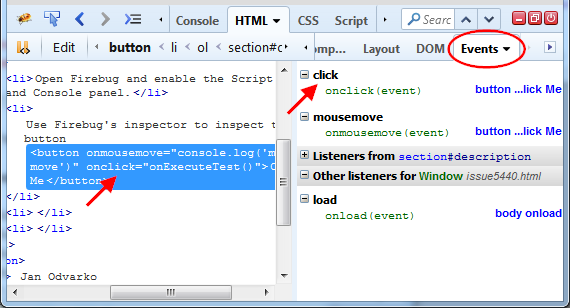 Console HTML CSS Script Searc
Edit button < li < ol < section#c omp... Layout DOM Events
<li>Open Firebug and enable the Script
and Console panel.</li>
<li>
Use Firebug's inspector to inspect t
button
<button onmousemove="console.log('m
move')" onclick="onExecuteTest()">C
Me</button>
</li>
<li></li>
<li></li>
>
on>
> Jan Odvarko
click
onclick(event) button ...lick Me
mousemove
onmousemove(event) button ...lick Me
Listeners from section#description
Other listeners for Window issue5440.html
load
onload(event) body onload